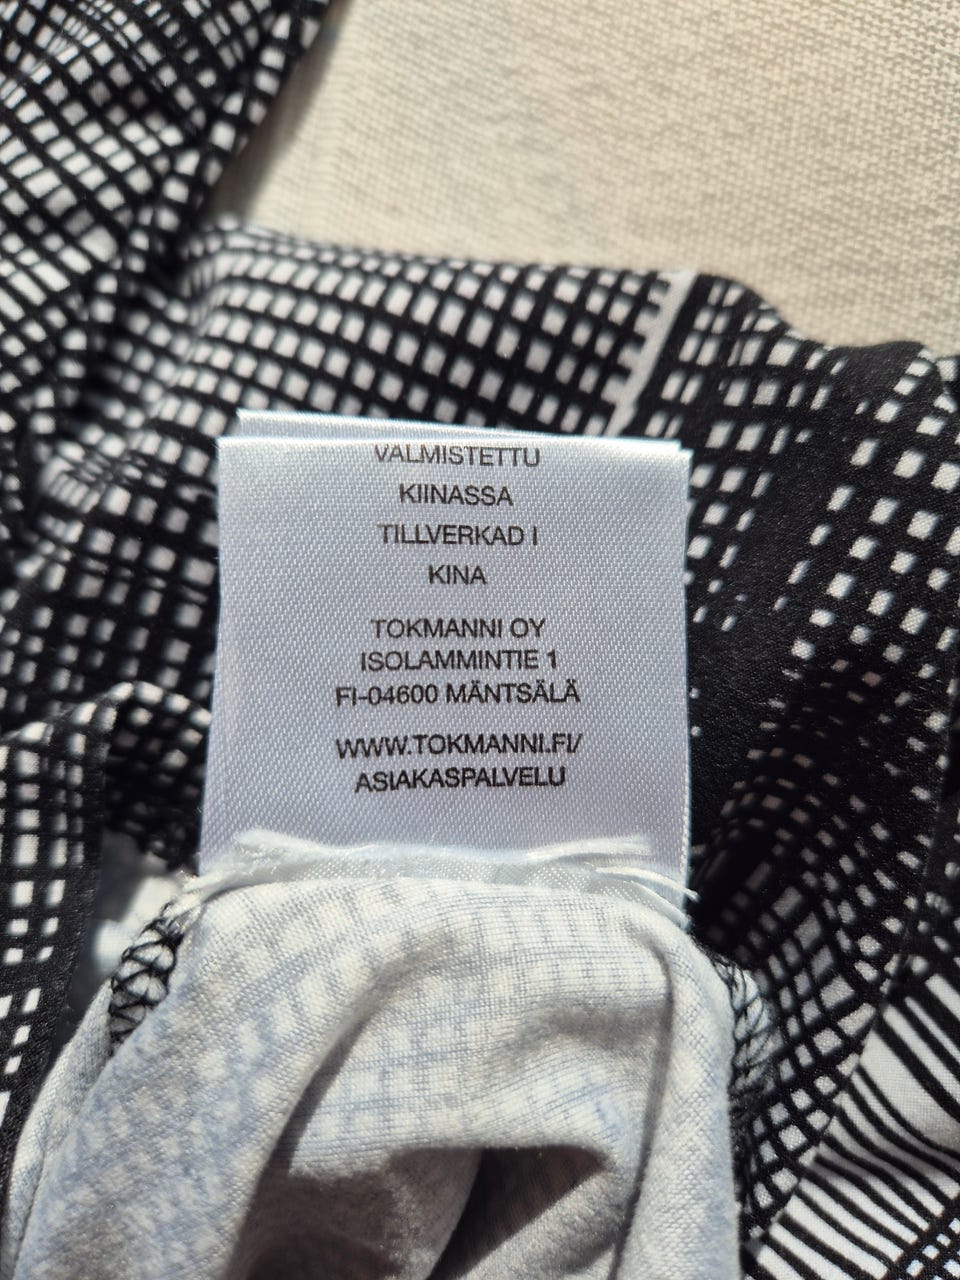 VALMISTETTU
KIINASSA
TILLVERKAD I
KINA
TOKMANNI OY
ISOLAMMINTIE 1
FI-04600 MÄNTSÄLÄ
WWW.TOKMANNI.FI/
ASIAKASPALVELU